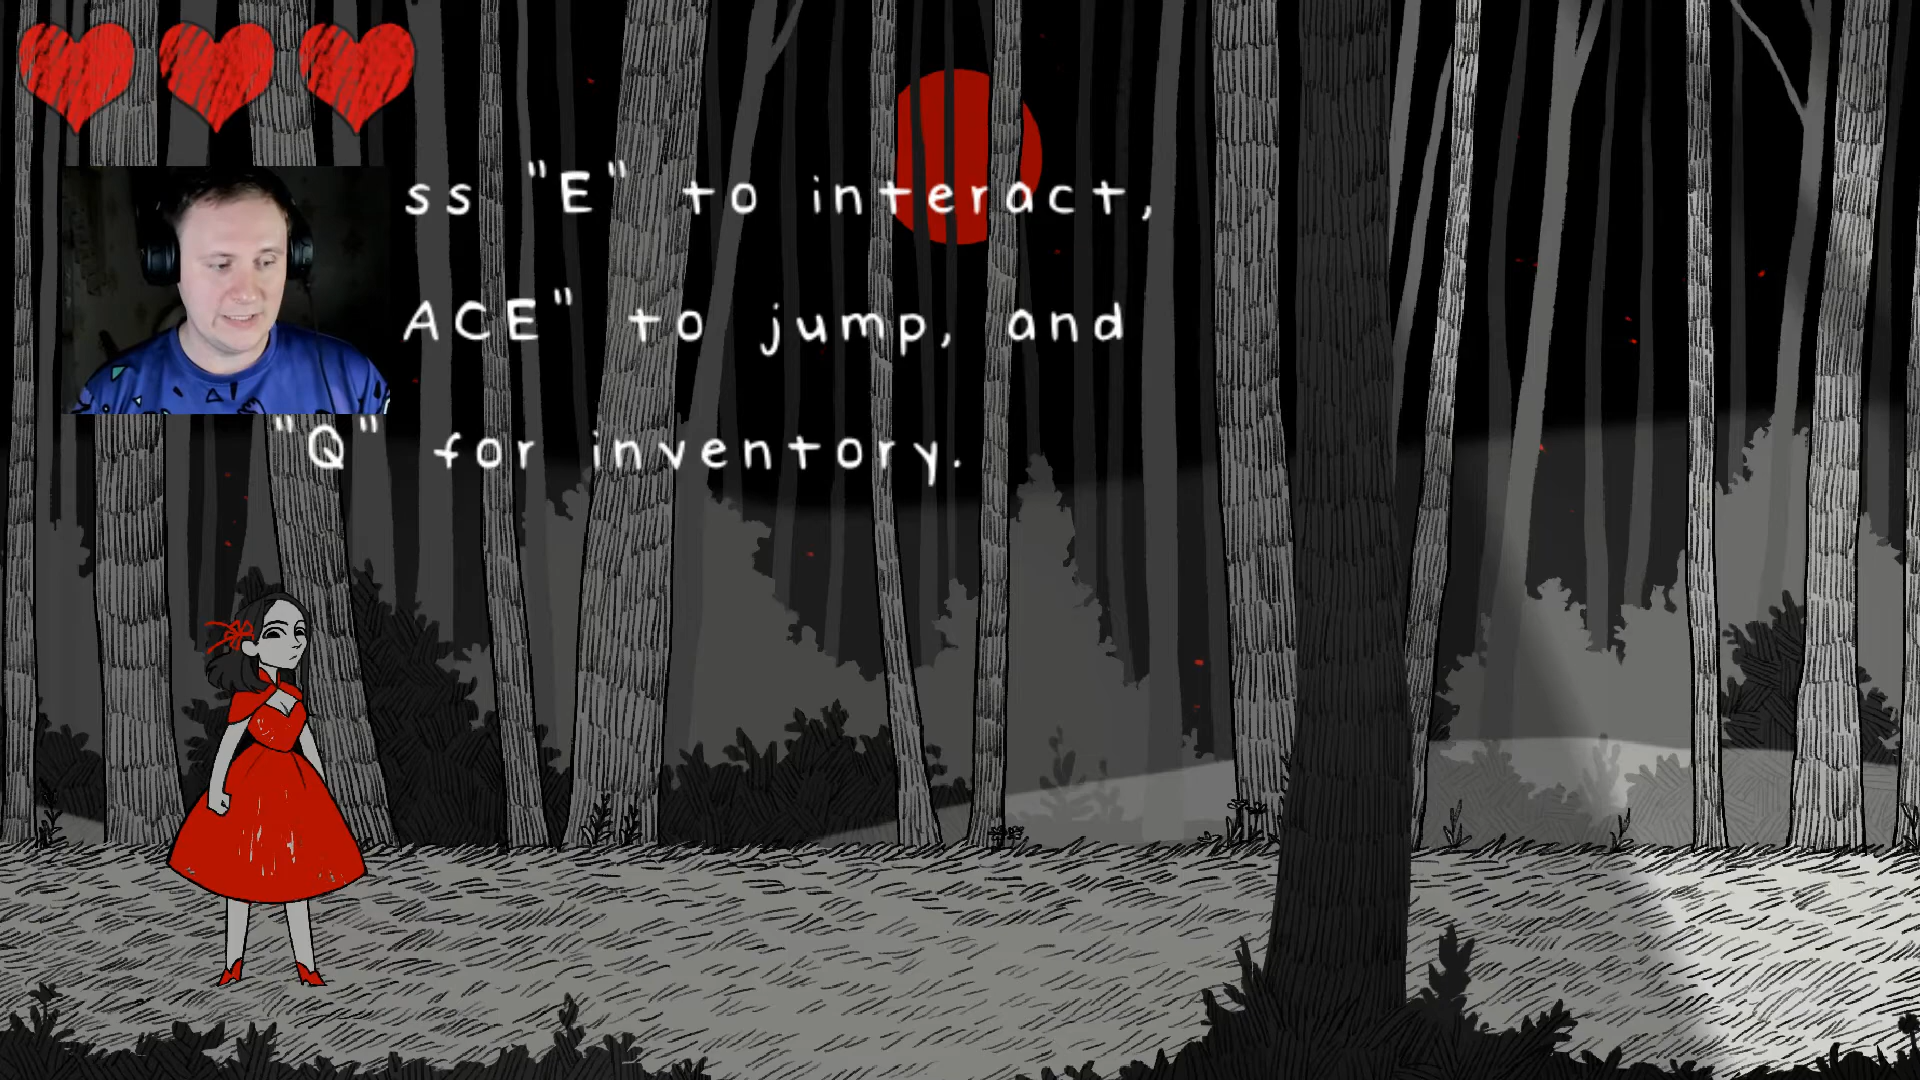 ss "E" to interact,
ACE" to jump, and
"Q" for inventory.